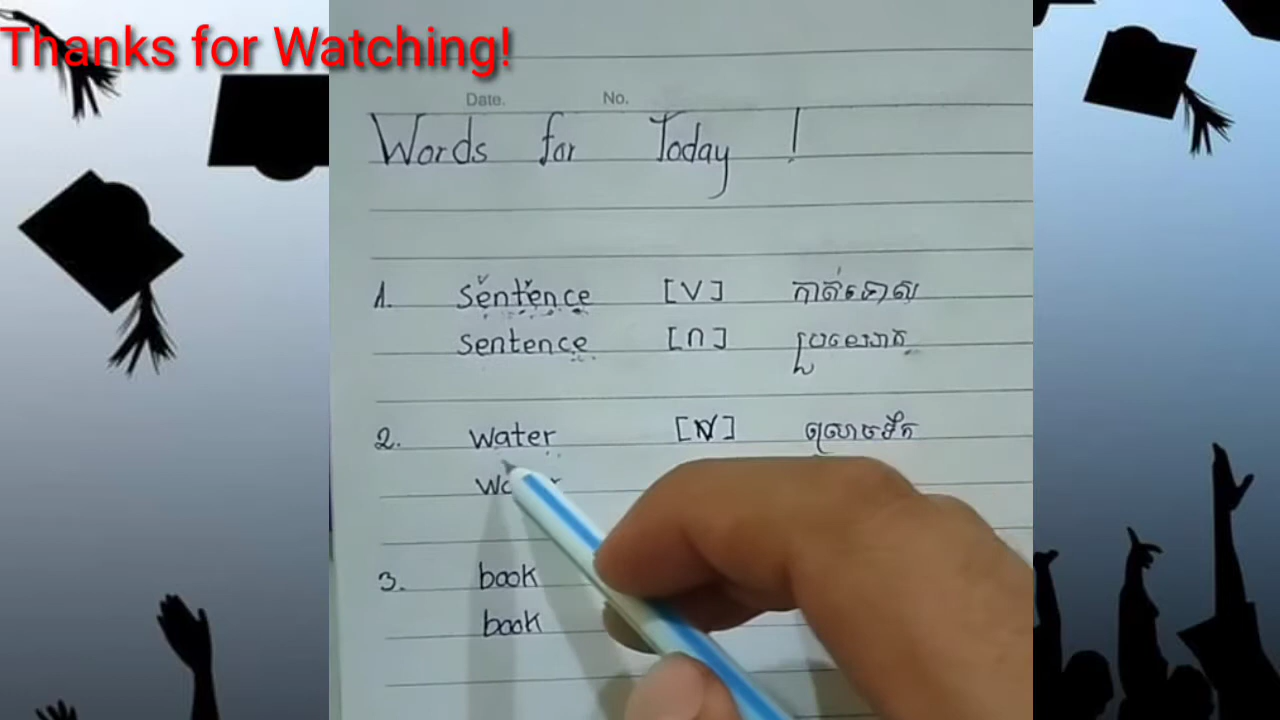 Thanks for Watching!
Date. No.
Words for Today !
1. sentence [V] កាត់ទោស
sentence [n] ប្រយោគ
2. water [V] ស្រោចទឹក
3. book
book